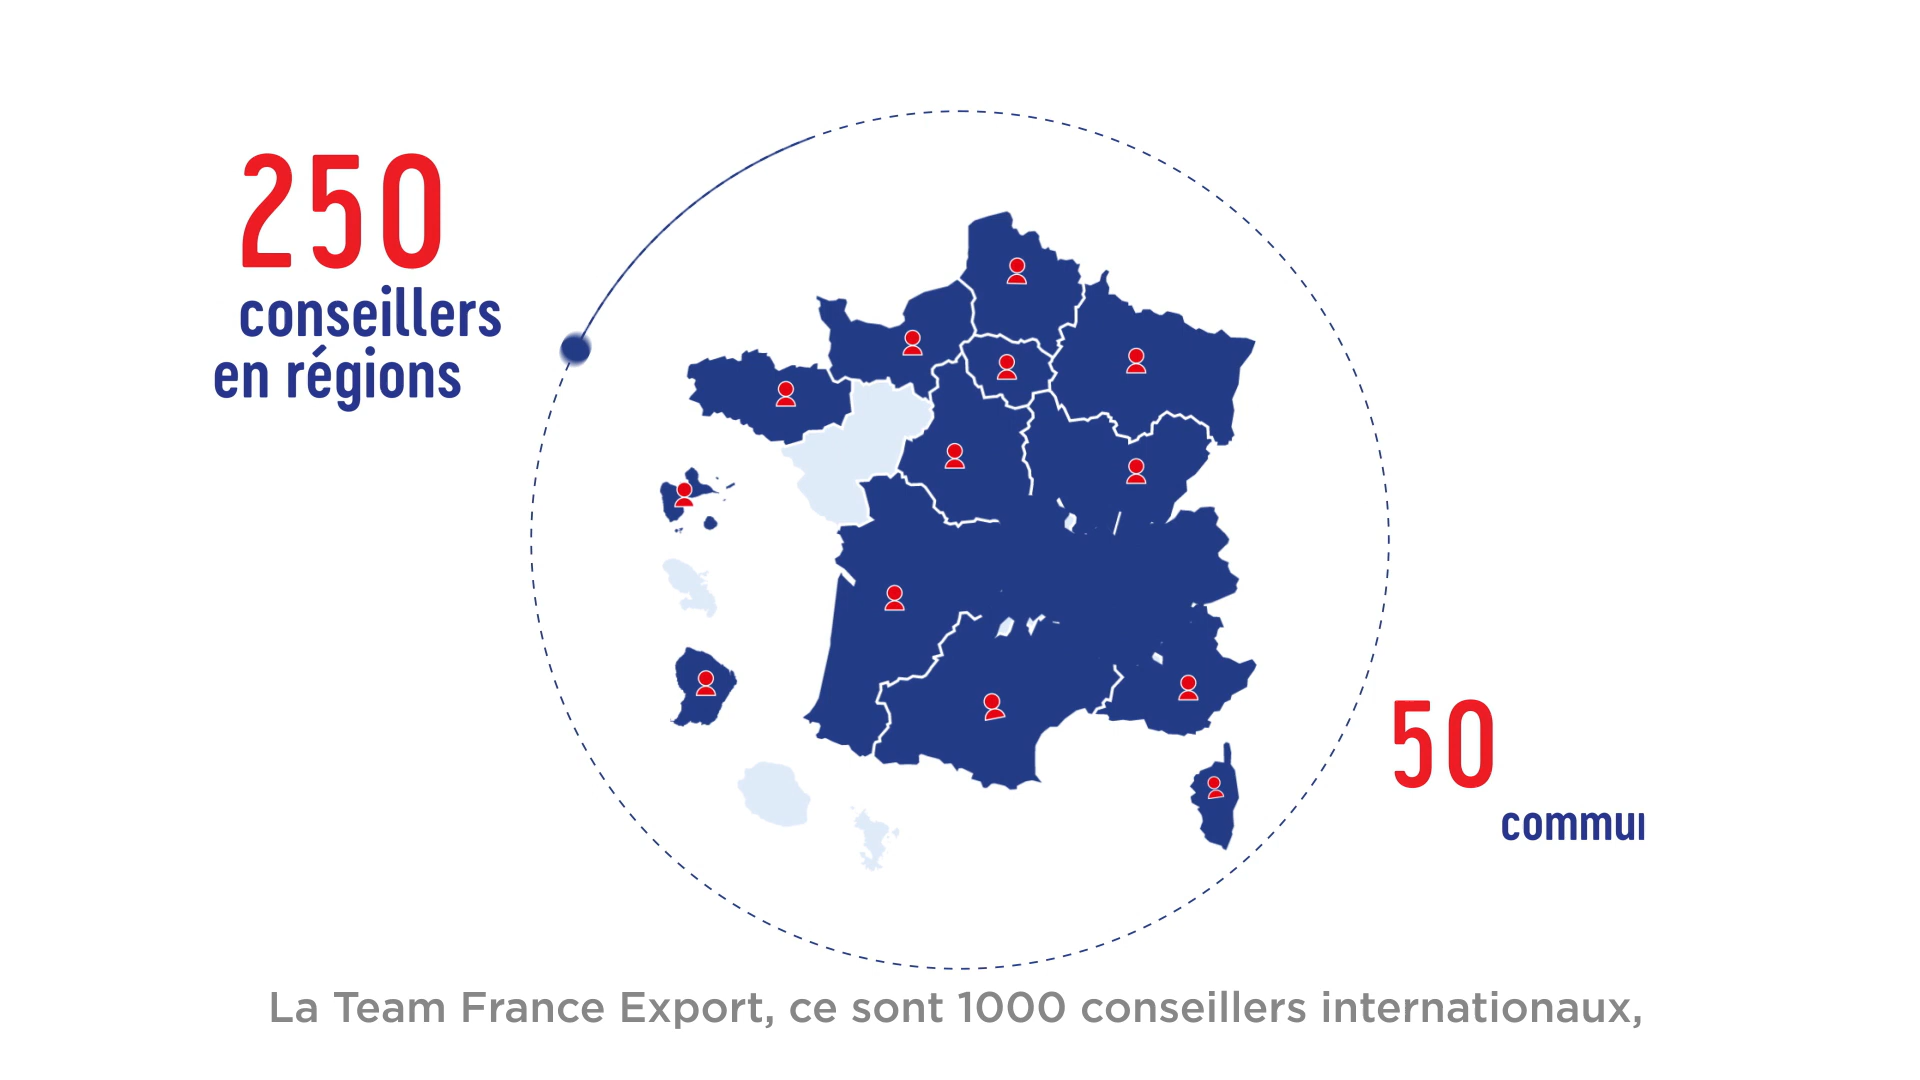 250
conseillers
en régions
50
La Team France Export, ce sont 1000 conseillers internationaux,